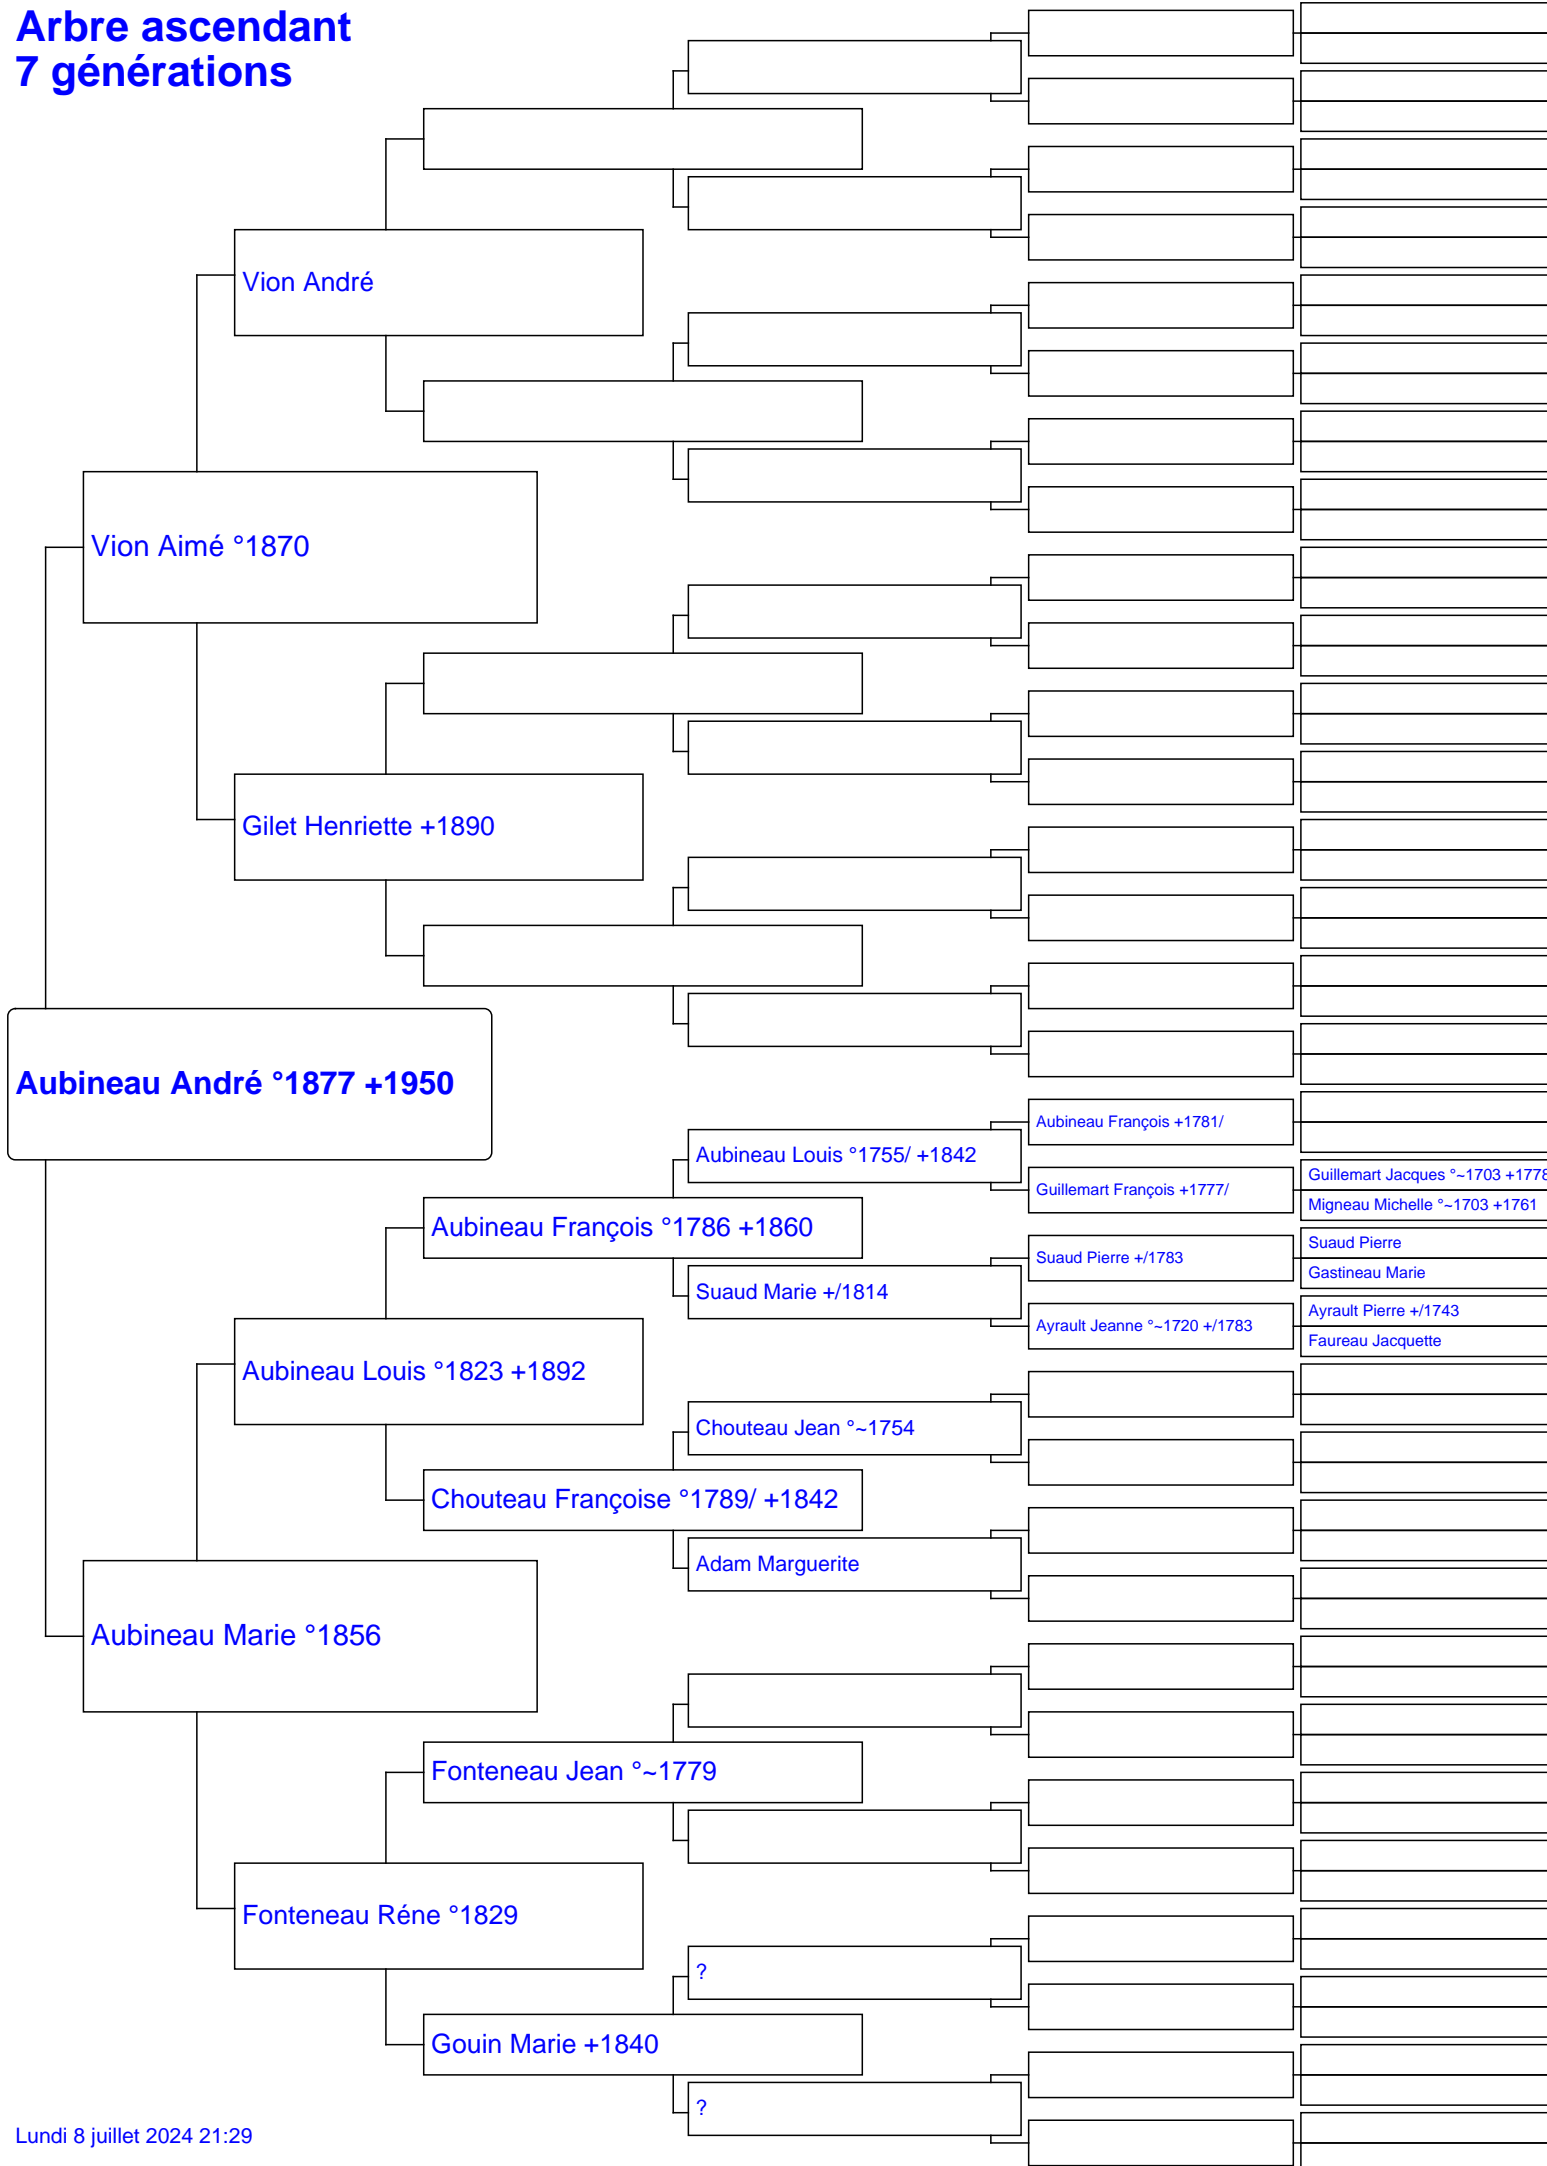 Arbre ascendant
7 générations
Vion André
Vion Aimé °1870
Gilet Henriette +1890
Aubineau André °1877 +1950
Aubineau François +1781/
Aubineau Louis °1755/ +1842
Guillemart Jacques °~1703 +1778
Guillemart François +1777/
Migneau Michelle °~1703 +1761
Aubineau François °1786 +1860
Suaud Pierre
Suaud Pierre +/1783
Gastineau Marie
Suaud Marie +/1814
Ayrault Pierre +/1743
Ayrault Jeanne °~1720 +/1783
Faureau Jacquette
Aubineau Louis °1823 +1892
Chouteau Jean °~1754
Chouteau Françoise °1789/ +1842
Adam Marguerite
Aubineau Marie °1856
Fonteneau Jean °~1779
Fonteneau Réne °1829
?
Gouin Marie +1840
?
Lundi 8 juillet 2024 21:29